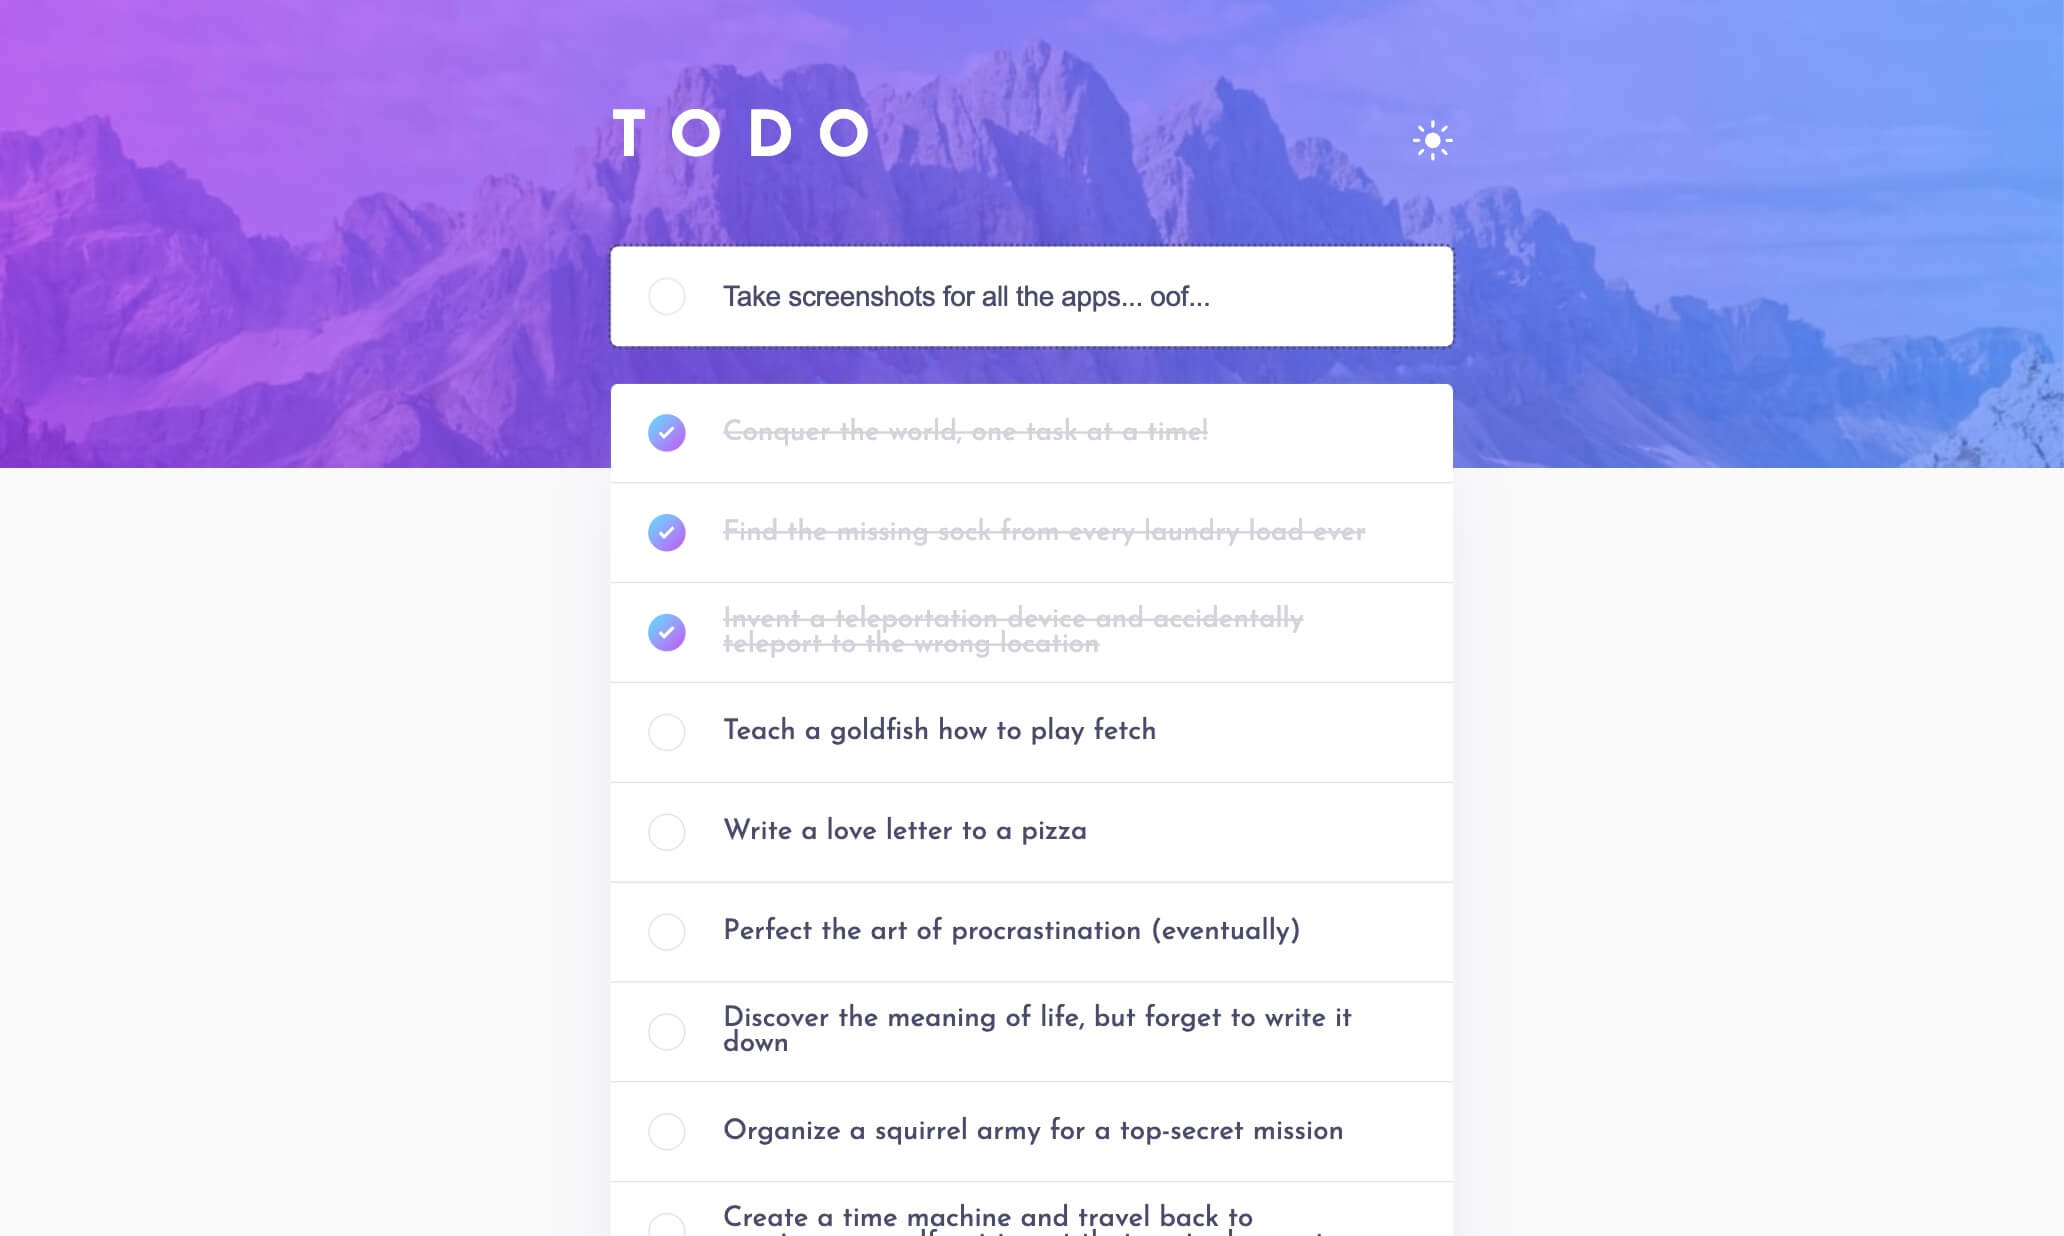 TODO
Take screenshots for all the apps... oof...
Conquer the world, one task at a time!
Find the missing sock from every laundry load ever
Invent a teleportation device and accidentally
teleport to the wrong location
Teach a goldfish how to play fetch
Write a love letter to a pizza
Perfect the art of procrastination (eventually)
Discover the meaning of life, but forget to write it
down
Organize a squirrel army for a top-secret mission
Create a time machine and travel back to